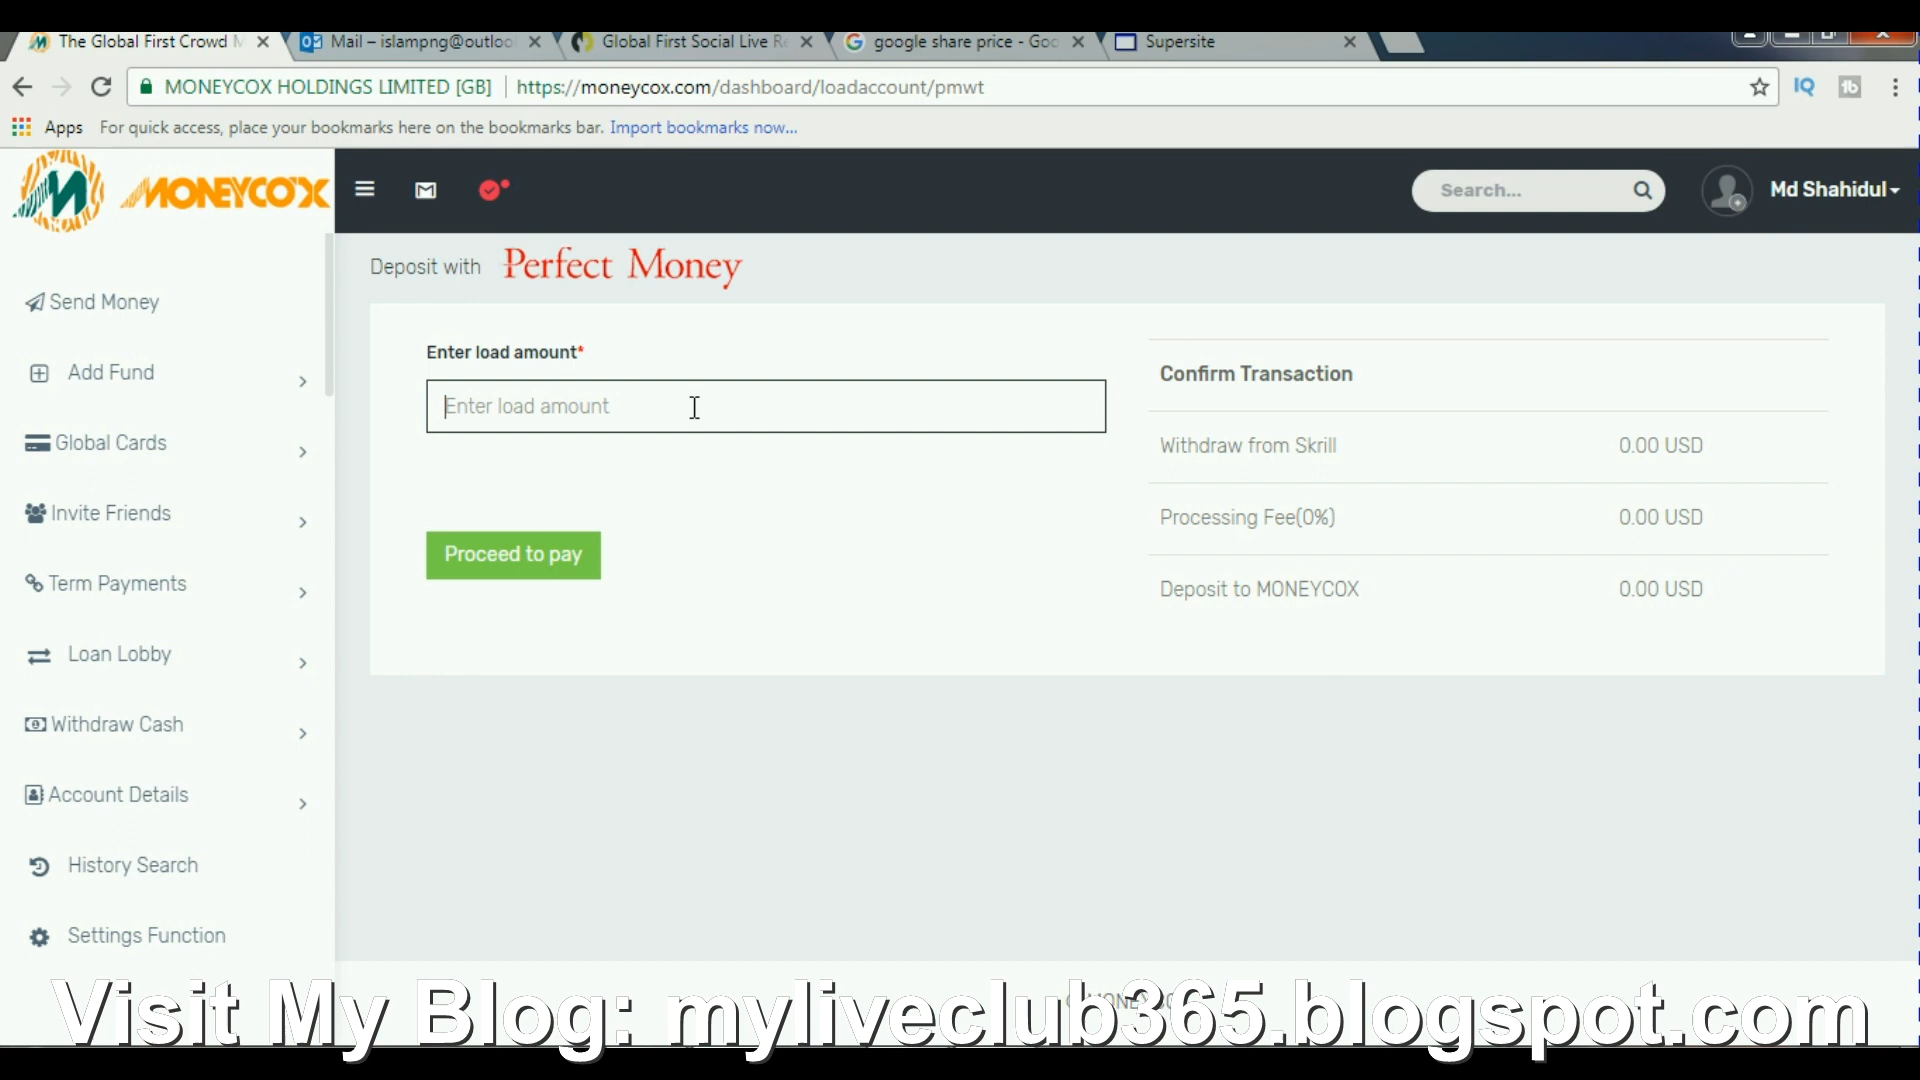 The Global First Crowd M
Mail – islampng@outloo
Global First Social Live Re
google share price - Goo
Supersite
MONEYCOX HOLDINGS LIMITED [GB] https://moneycox.com/dashboard/loadaccount/pmwt
Apps For quick access, place your bookmarks here on the bookmarks bar. Import bookmarks now...
MONEYCOX
Search...
Md Shahidul
Deposit with Perfect Money
Send Money
Add Fund
Global Cards
Invite Friends
Term Payments
Loan Lobby
Withdraw Cash
Account Details
History Search
Settings Function
Enter load amount*
Enter load amount
Proceed to pay
Confirm Transaction
Withdraw from Skrill 0.00 USD
Processing Fee(0%) 0.00 USD
Deposit to MONEYCOX 0.00 USD
Visit My Blog: myliveclub365.blogspot.com